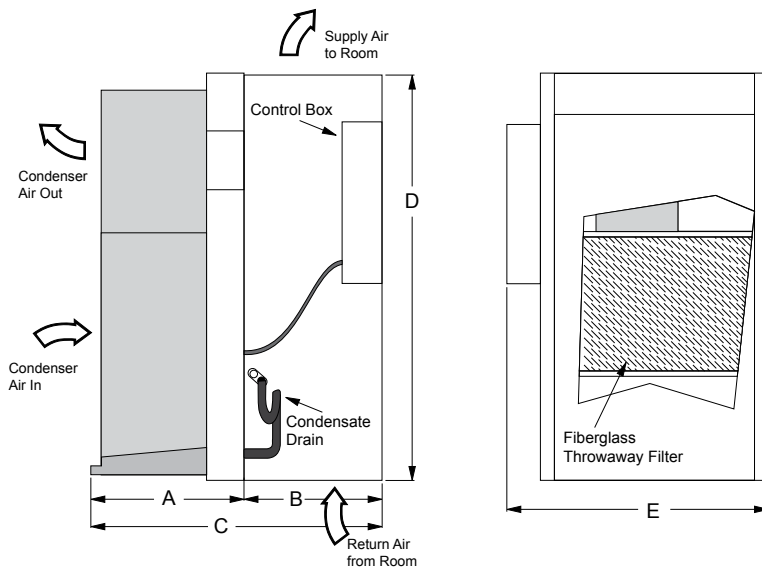 Supply Air
to Room
Control Box
Condenser
Air Out
D
Condenser
Air In
Condensate
Drain
Fiberglass
Throwaway Filter
A
B
C
E
Return Air
from Room